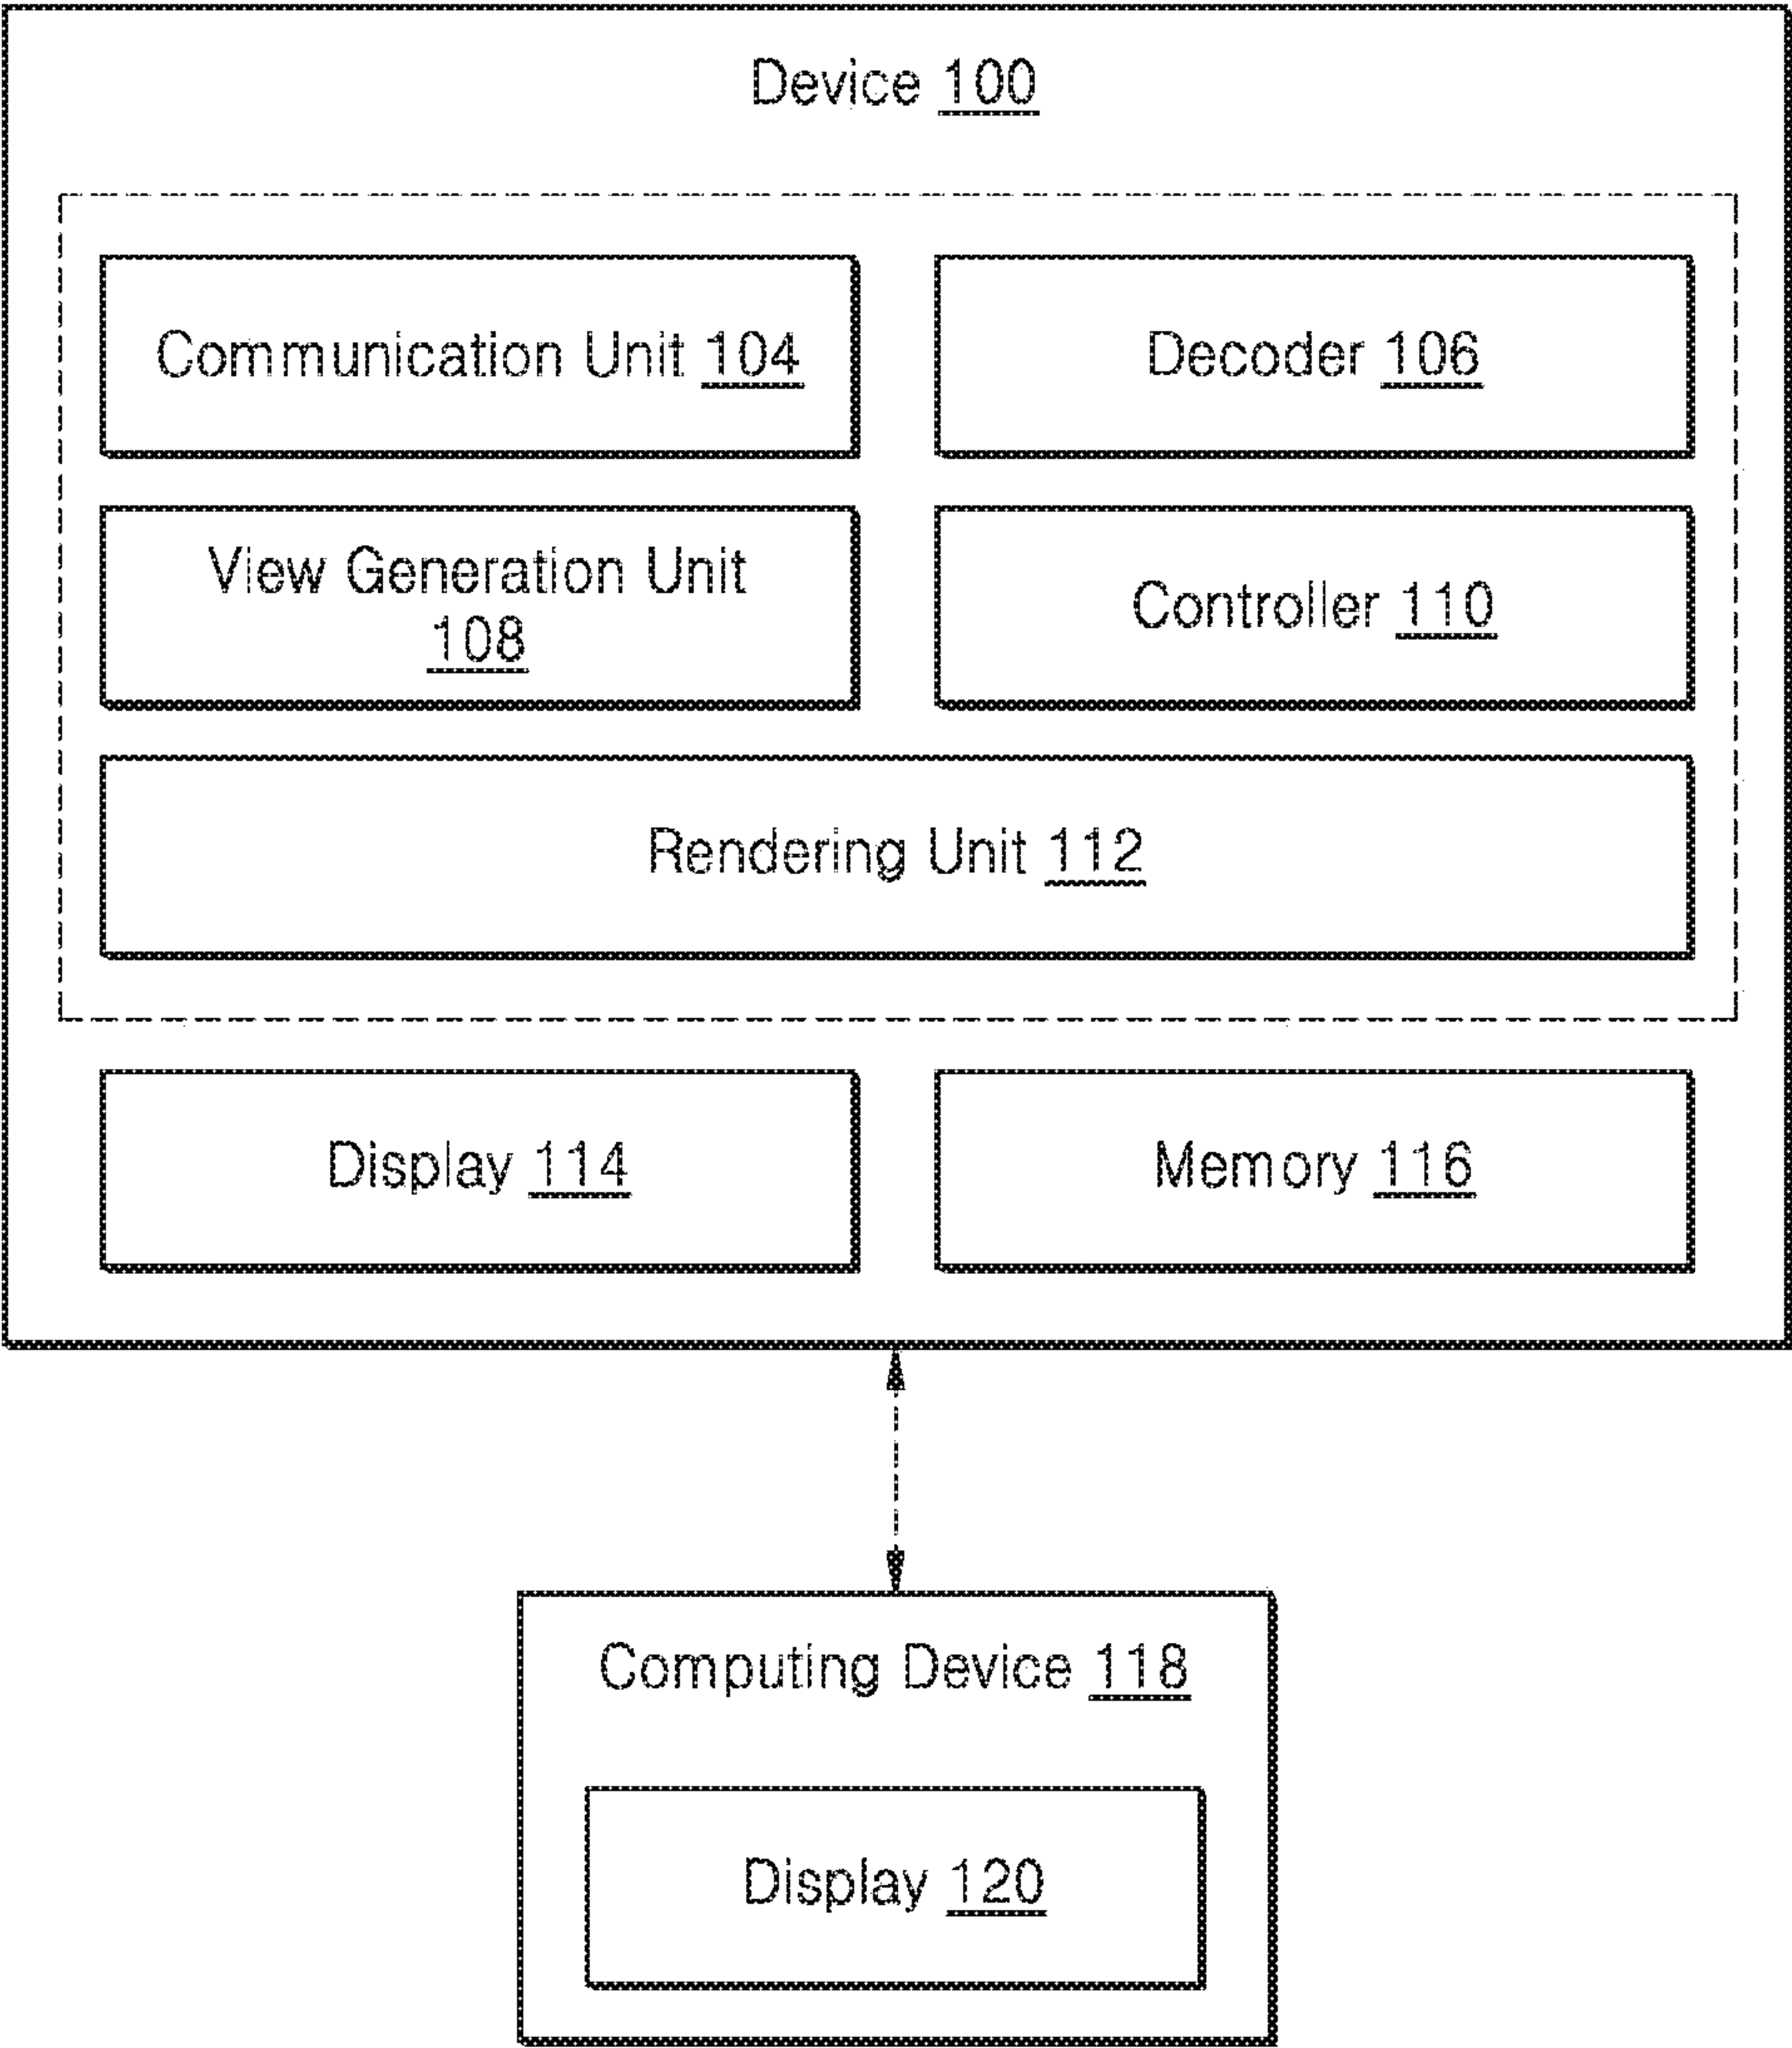 Device 100
Communication Unit 104
Decoder 106
View Generation Unit
108
Controller 110
Rendering Unit 112
Display 114
Memory 116
Computing Device 118
Display 120